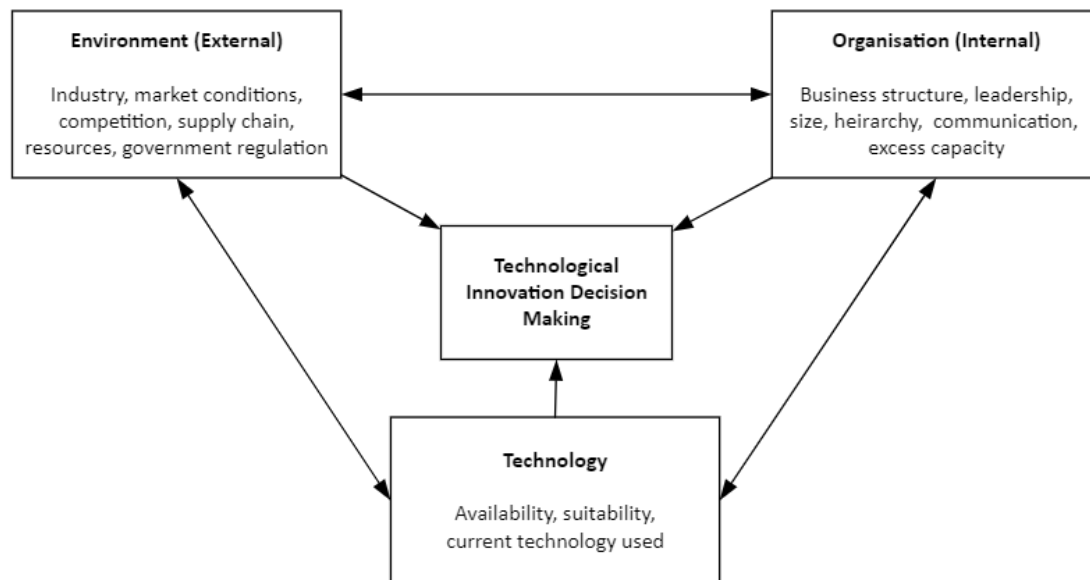 Environment (External)
Industry, market conditions,
competition, supply chain,
resources, government regulation
Organisation (Internal)
Business structure, leadership,
size, heirarchy, communication,
excess capacity
Technological
Innovation Decision
Making
Technology
Availability, suitability,
current technology used